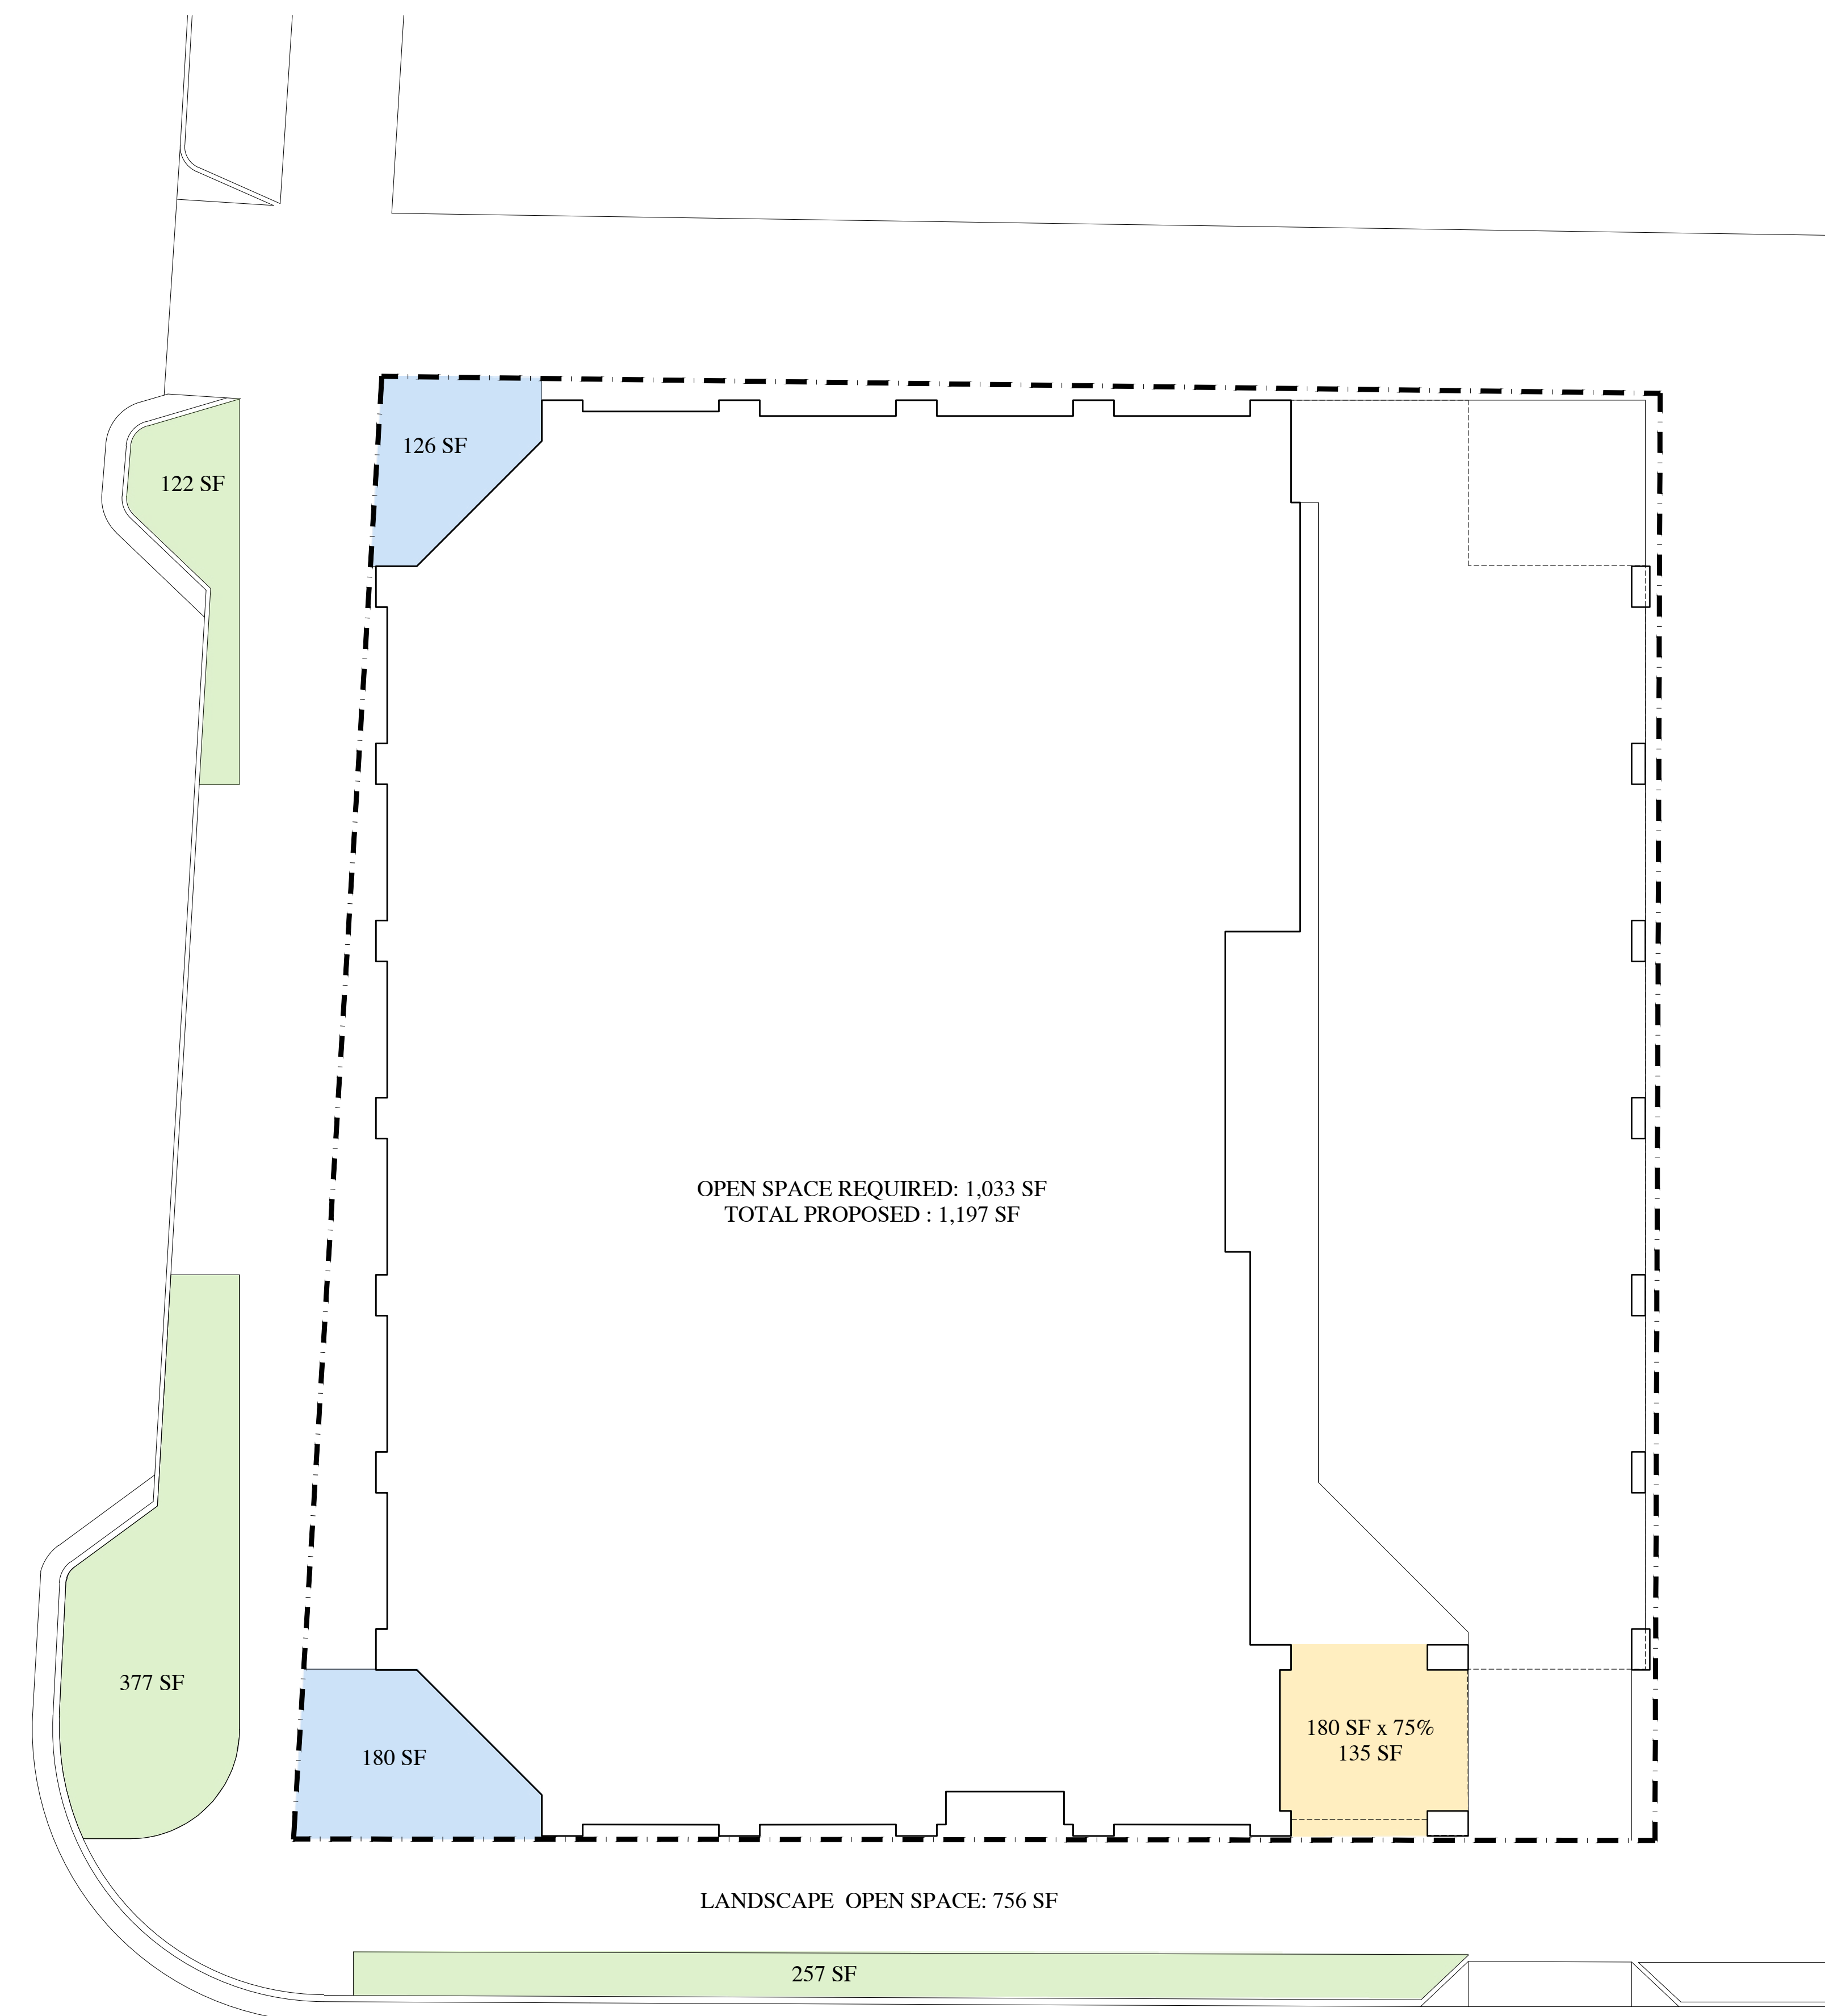 126 SF
122 SF
OPEN SPACE REQUIRED: 1,033 SF
TOTAL PROPOSED : 1,197 SF
377 SF
180 SF
180 SF x 75%
135 SF
LANDSCAPE OPEN SPACE: 756 SF
257 SF